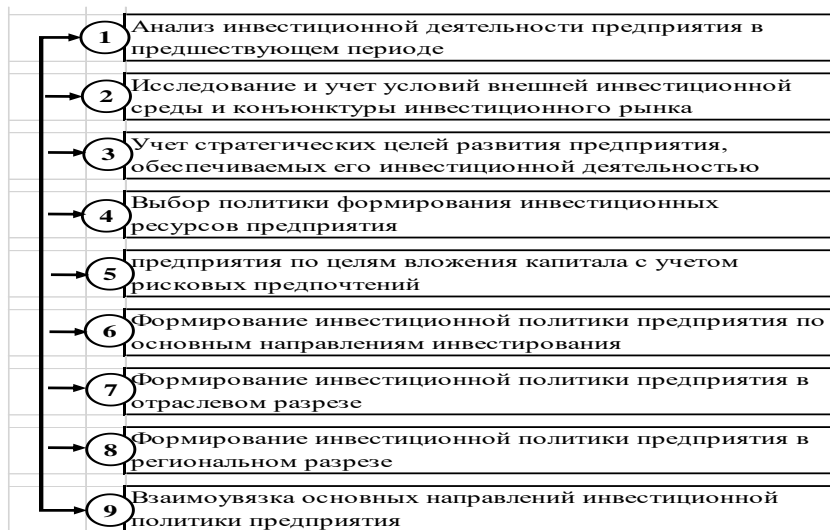 1 Анализ инвестиционной деятельности предприятия в
предшествующем периоде
2 Исследование и учет условий внешней инвестиционной
среды и конъюнктуры инвестиционного рынка
3 Учет стратегических целей развития предприятия,
обеспечиваемых его инвестиционной деятельностью
4 Выбор политики формирования инвестиционных
ресурсов предприятия
5 предприятия по целям вложения капитала с учетом
рисковых предпочтений
6 Формирование инвестиционной политики предприятия по
основным направлениям инвестирования
7 Формирование инвестиционной политики предприятия в
отраслевом разрезе
8 Формирование инвестиционной политики предприятия в
региональном разрезе
9 Взаимоувязка основных направлений инвестиционной
политики предприятия